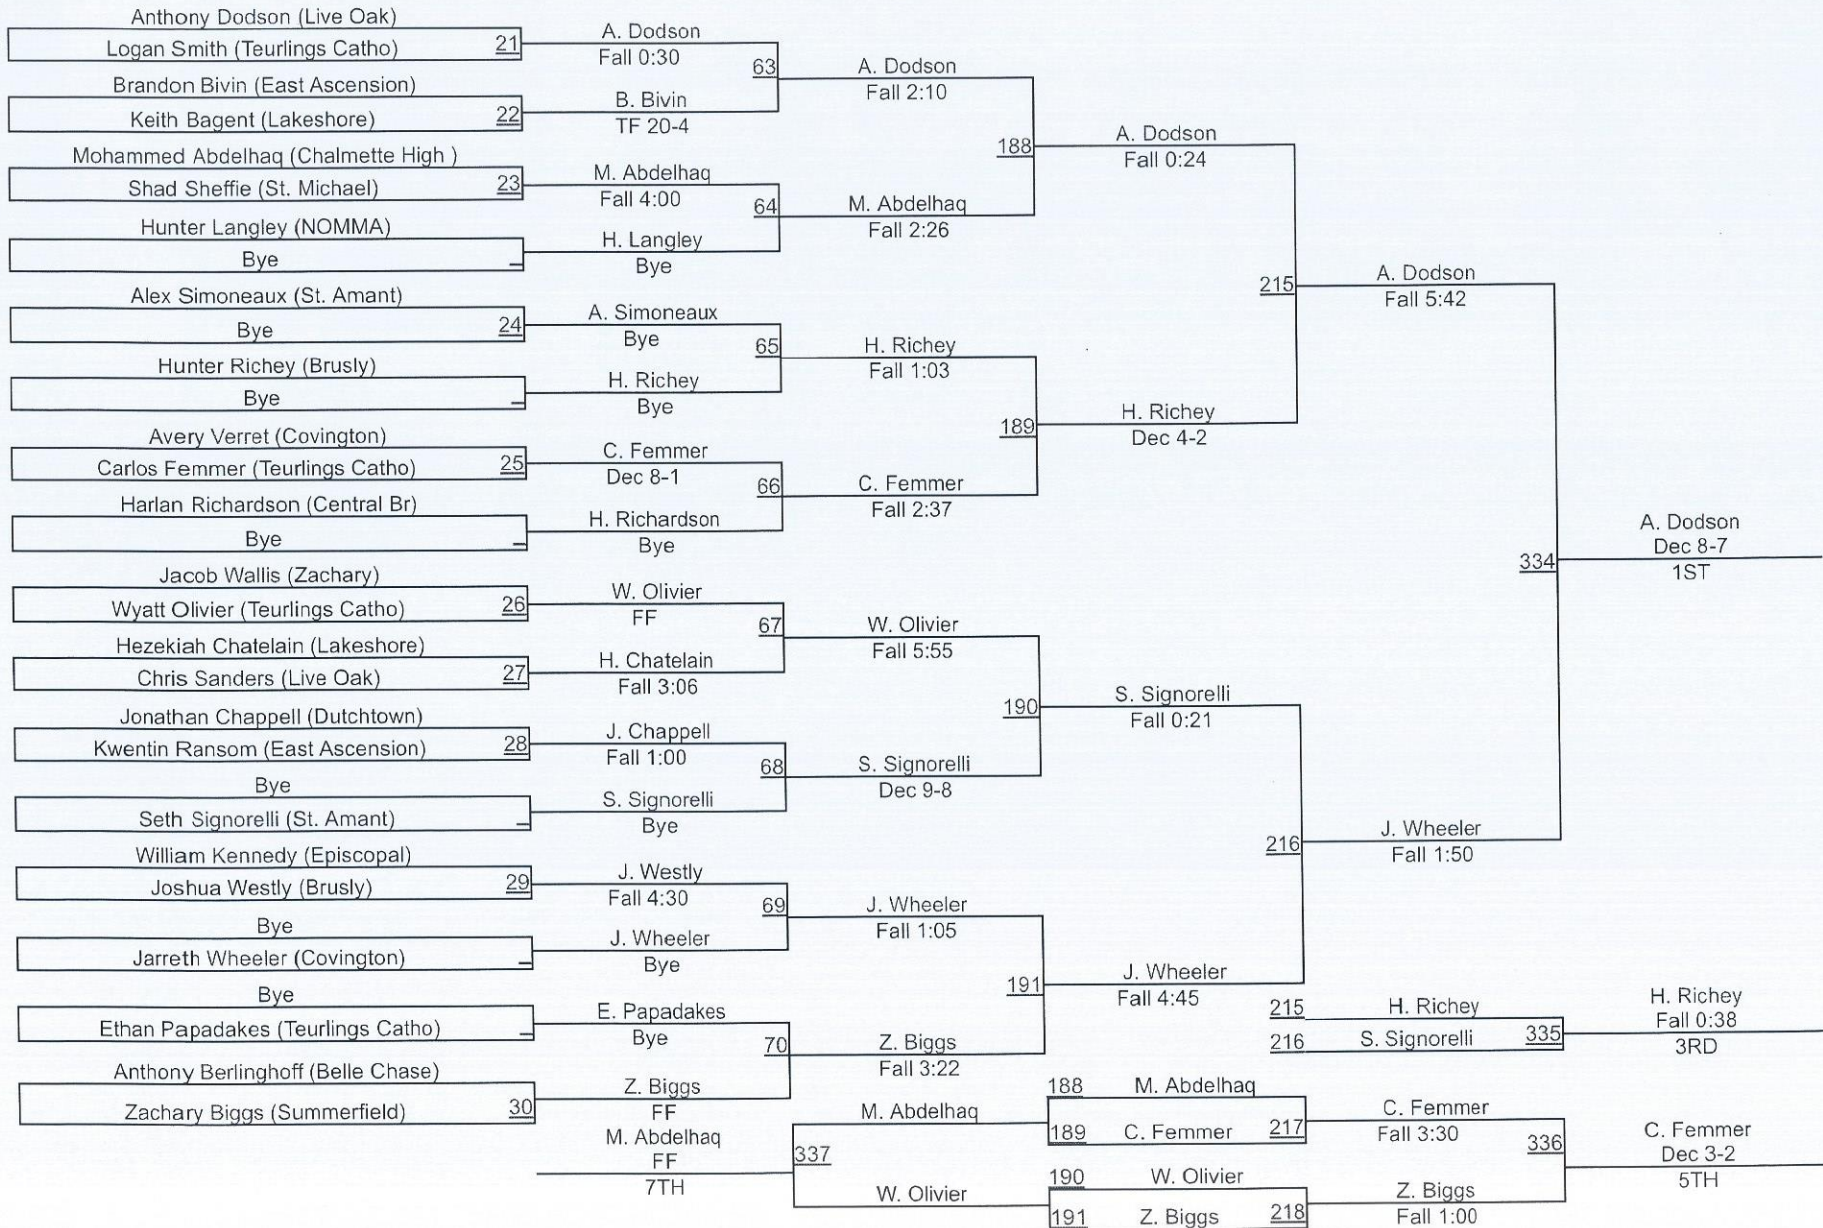 Anthony Dodson (Live Oak)
Logan Smith (Teurlings Catho) 21
Brandon Bivin (East Ascension)
Keith Bagent (Lakeshore) 22
Mohammed Abdelhaq (Chalmette High )
Shad Sheffie (St. Michael) 23
Hunter Langley (NOMMA)
Bye
Alex Simoneaux (St. Amant)
Bye 24
Hunter Richey (Brusly)
Bye
Avery Verret (Covington)
Carlos Femmer (Teurlings Catho) 25
Harlan Richardson (Central Br)
Bye
Jacob Wallis (Zachary)
Wyatt Olivier (Teurlings Catho) 26
Hezekiah Chatelain (Lakeshore)
Chris Sanders (Live Oak) 27
Jonathan Chappell (Dutchtown)
Kwentin Ransom (East Ascension) 28
Bye
Seth Signorelli (St. Amant)
William Kennedy (Episcopal)
Joshua Westly (Brusly) 29
Bye
Jarreth Wheeler (Covington)
Bye
Ethan Papadakes (Teurlings Catho)
Anthony Berlinghoff (Belle Chase)
Zachary Biggs (Summerfield) 30
A. Dodson
Fall 0:30
63
B. Bivin
TF 20-4
M. Abdelhaq
Fall 4:00
64
H. Langley
Bye
A. Simoneaux
Bye
65
H. Richey
Bye
C. Femmer
Dec 8-1
66
H. Richardson
Bye
W. Olivier
FF
67
H. Chatelain
Fall 3:06
J. Chappell
Fall 1:00
68
S. Signorelli
Bye
J. Westly
Fall 4:30
69
J. Wheeler
Bye
E. Papadakes
Bye
70
Z. Biggs
FF
A. Dodson
Fall 2:10
188
M. Abdelhaq
Fall 2:26
H. Richey
Fall 1:03
189
C. Femmer
Fall 2:37
W. Olivier
Fall 5:55
190
S. Signorelli
Dec 9-8
J. Wheeler
Fall 1:05
191
Z. Biggs
Fall 3:22
A. Dodson
Fall 0:24
215
H. Richey
Dec 4-2
S. Signorelli
Fall 0:21
216
J. Wheeler
Fall 4:45
A. Dodson
Fall 5:42
334
J. Wheeler
Fall 1:50
A. Dodson
Dec 8-7
1ST
215 H. Richey
216 S. Signorelli 335
H. Richey
Fall 0:38
3RD
188 M. Abdelhaq
189 C. Femmer 217
190 W. Olivier
191 Z. Biggs 218
C. Femmer
Fall 3:30
336
Z. Biggs
Fall 1:00
C. Femmer
Dec 3-2
5TH
M. Abdelhaq
337
W. Olivier
M. Abdelhaq
FF
7TH